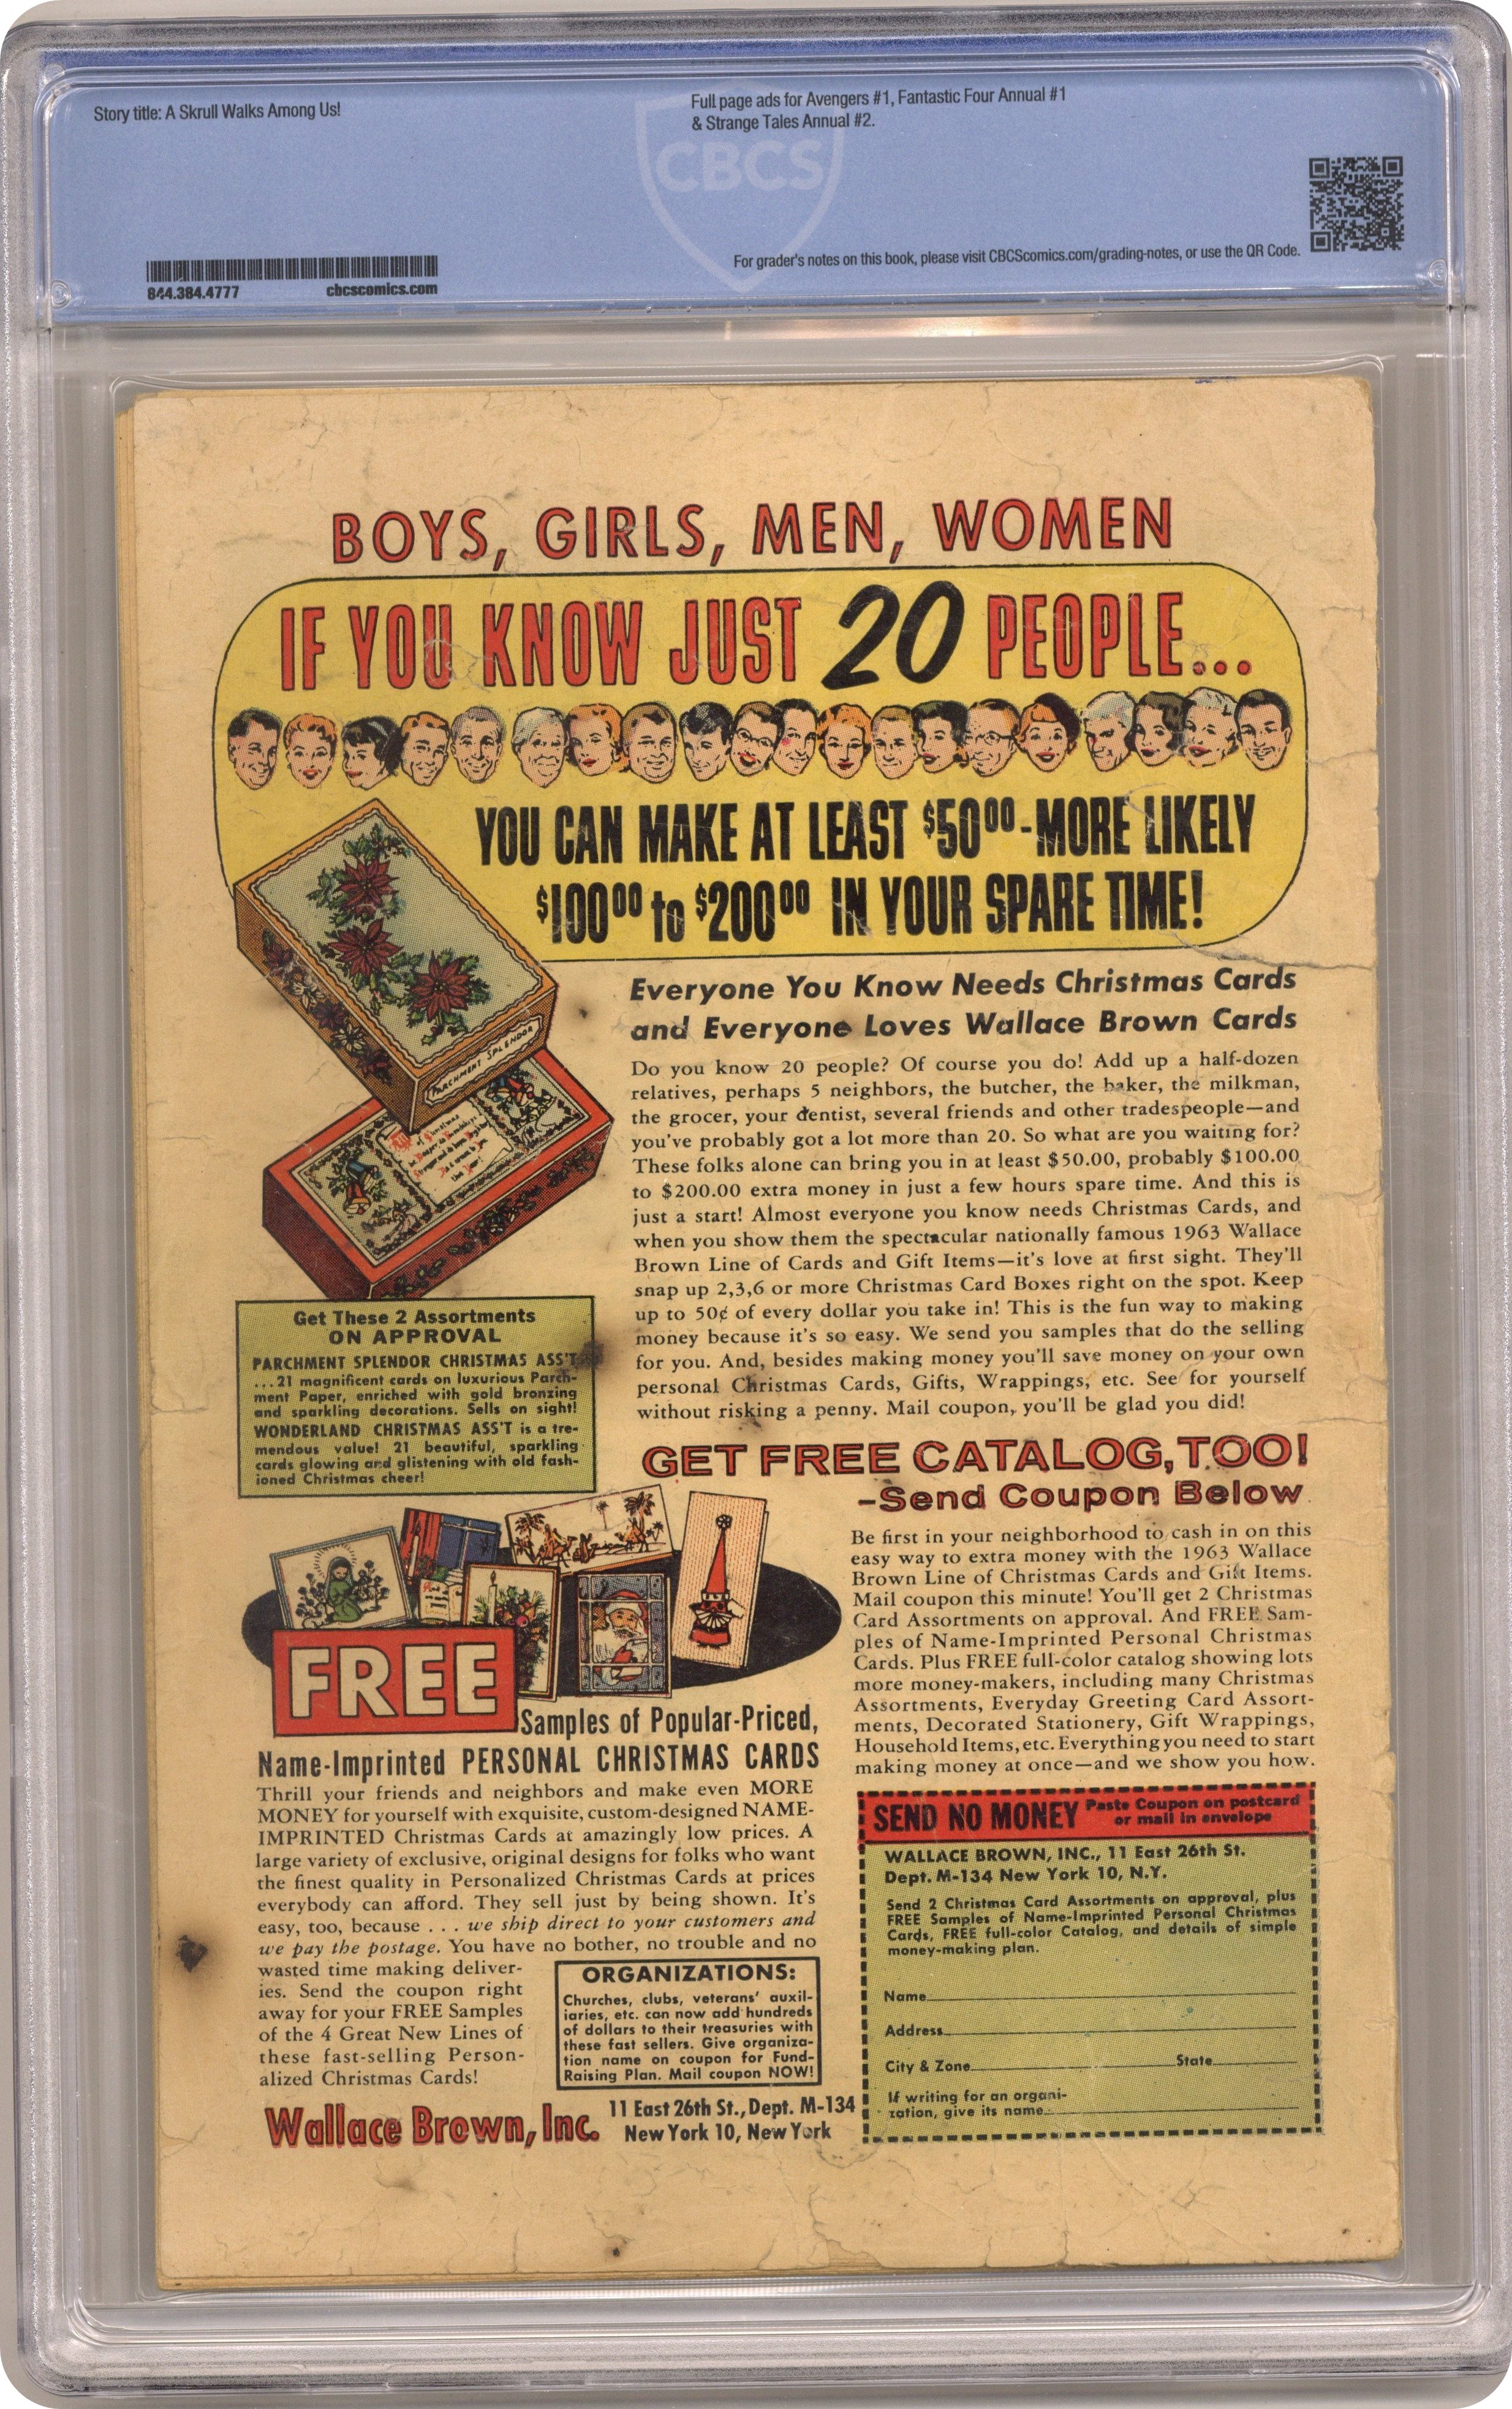 Story title: A Skrull Walks Among Us!
Full page ads for Avengers #1, Fantastic Four Annual #1
& Strange Tales Annual #2.
CBCS
For grader's notes on this book, please visit CBCScomics.com/grading-notes, or use the QR Code.
844.384.4777 cbcscomics.com
BOYS, GIRLS, MEN, WOMEN
IF YOU KNOW JUST 20 PEOPLE...
YOU CAN MAKE AT LEAST $5000-MORE LIKELY
$10000 to $20000 IN YOUR SPARE TIME!
PARCHMENT SPLENDOR
Everyone You Know Needs Christmas Cards
and Everyone Loves Wallace Brown Cards
Do you know 20 people? Of course you do! Add up a half-dozen
relatives, perhaps 5 neighbors, the butcher, the baker, the milkman,
the grocer, your dentist, several friends and other tradespeople—and
you've probably got a lot more than 20. So what are you waiting for?
These folks alone can bring you in at least $50.00, probably $100.00
to $200.00 extra money in just a few hours spare time. And this is
just a start! Almost everyone you know needs Christmas Cards, and
when you show them the spectacular nationally famous 1963 Wallace
Brown Line of Cards and Gift Items—it's love at first sight. They'll
snap up 2,3,6 or more Christmas Card Boxes right on the spot. Keep
up to 50¢ of every dollar you take in! This is the fun way to making
money because it's so easy. We send you samples that do the selling
for you. And, besides making money you'll save money on your own
personal Christmas Cards, Gifts, Wrappings, etc. See for yourself
without risking a penny. Mail coupon, you'll be glad you did!
Get These 2 Assortments
ON APPROVAL
PARCHMENT SPLENDOR CHRISTMAS ASS'T
...21 magnificent cards on luxurious Parch-
ment Paper, enriched with gold bronzing
and sparkling decorations. Sells on sight!
WONDERLAND CHRISTMAS ASS'T is a tre-
mendous value! 21 beautiful, sparkling
cards glowing and glistening with old fash-
ioned Christmas cheer!
GET FREE CATALOG, TOO!
-Send Coupon Below
Be first in your neighborhood to cash in on this
easy way to extra money with the 1963 Wallace
Brown Line of Christmas Cards and Gift Items.
Mail coupon this minute! You'll get 2 Christmas
Card Assortments on approval. And FREE Sam-
ples of Name-Imprinted Personal Christmas
Cards. Plus FREE full-color catalog showing lots
more money-makers, including many Christmas
Assortments, Everyday Greeting Card Assort-
ments, Decorated Stationery, Gift Wrappings,
Household Items, etc. Everything you need to start
making money at once—and we show you how.
FREE
Samples of Popular-Priced,
Name-Imprinted PERSONAL CHRISTMAS CARDS
Thrill your friends and neighbors and make even MORE
MONEY for yourself with exquisite, custom-designed NAME-
IMPRINTED Christmas Cards at amazingly low prices. A
large variety of exclusive, original designs for folks who want
the finest quality in Personalized Christmas Cards at prices
everybody can afford. They sell just by being shown. It's
easy, too, because . . . we ship direct to your customers and
we pay the postage. You have no bother, no trouble and no
wasted time making deliver-
ies. Send the coupon right
away for your FREE Samples
of the 4 Great New Lines of
these fast-selling Person-
alized Christmas Cards!
ORGANIZATIONS:
Churches, clubs, veterans' auxil-
iaries, etc. can now add hundreds
of dollars to their treasuries with
these fast sellers. Give organiza-
tion name on coupon for Fund-
Raising Plan. Mail coupon NOW!
Wallace Brown, Inc. 11 East 26th St., Dept. M-134
New York 10, New York
SEND NO MONEY Paste Coupon on postcard
or mail in envelope
WALLACE BROWN, INC., 11 East 26th St.
Dept. M-134 New York 10, N.Y.
Send 2 Christmas Card Assortments on approval, plus
FREE Samples of Name-Imprinted Personal Christmas
Cards, FREE full-color Catalog, and details of simple
money-making plan.
Name
Address
City & Zone State
If writing for an organi-
zation, give its name